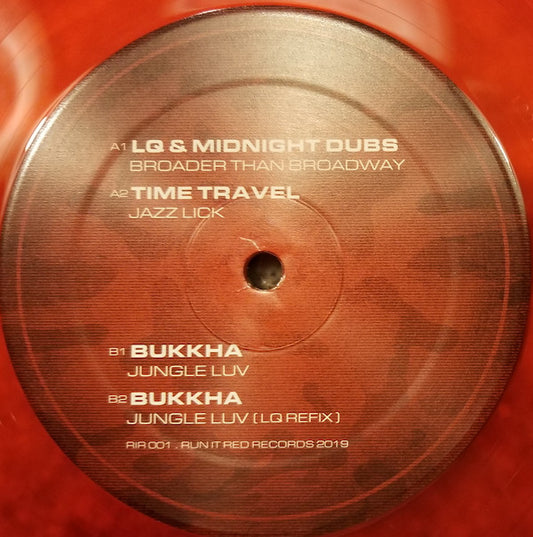 A1 LQ & MIDNIGHT DUBS
BROADER THAN BROADWAY
A2 TIME TRAVEL
JAZZ LICK
B1 BUKKHA
JUNGLE LUV
B2 BUKKHA
JUNGLE LUV ( LQ REFIX )
RIR 001 . RUN IT RED RECORDS 2019